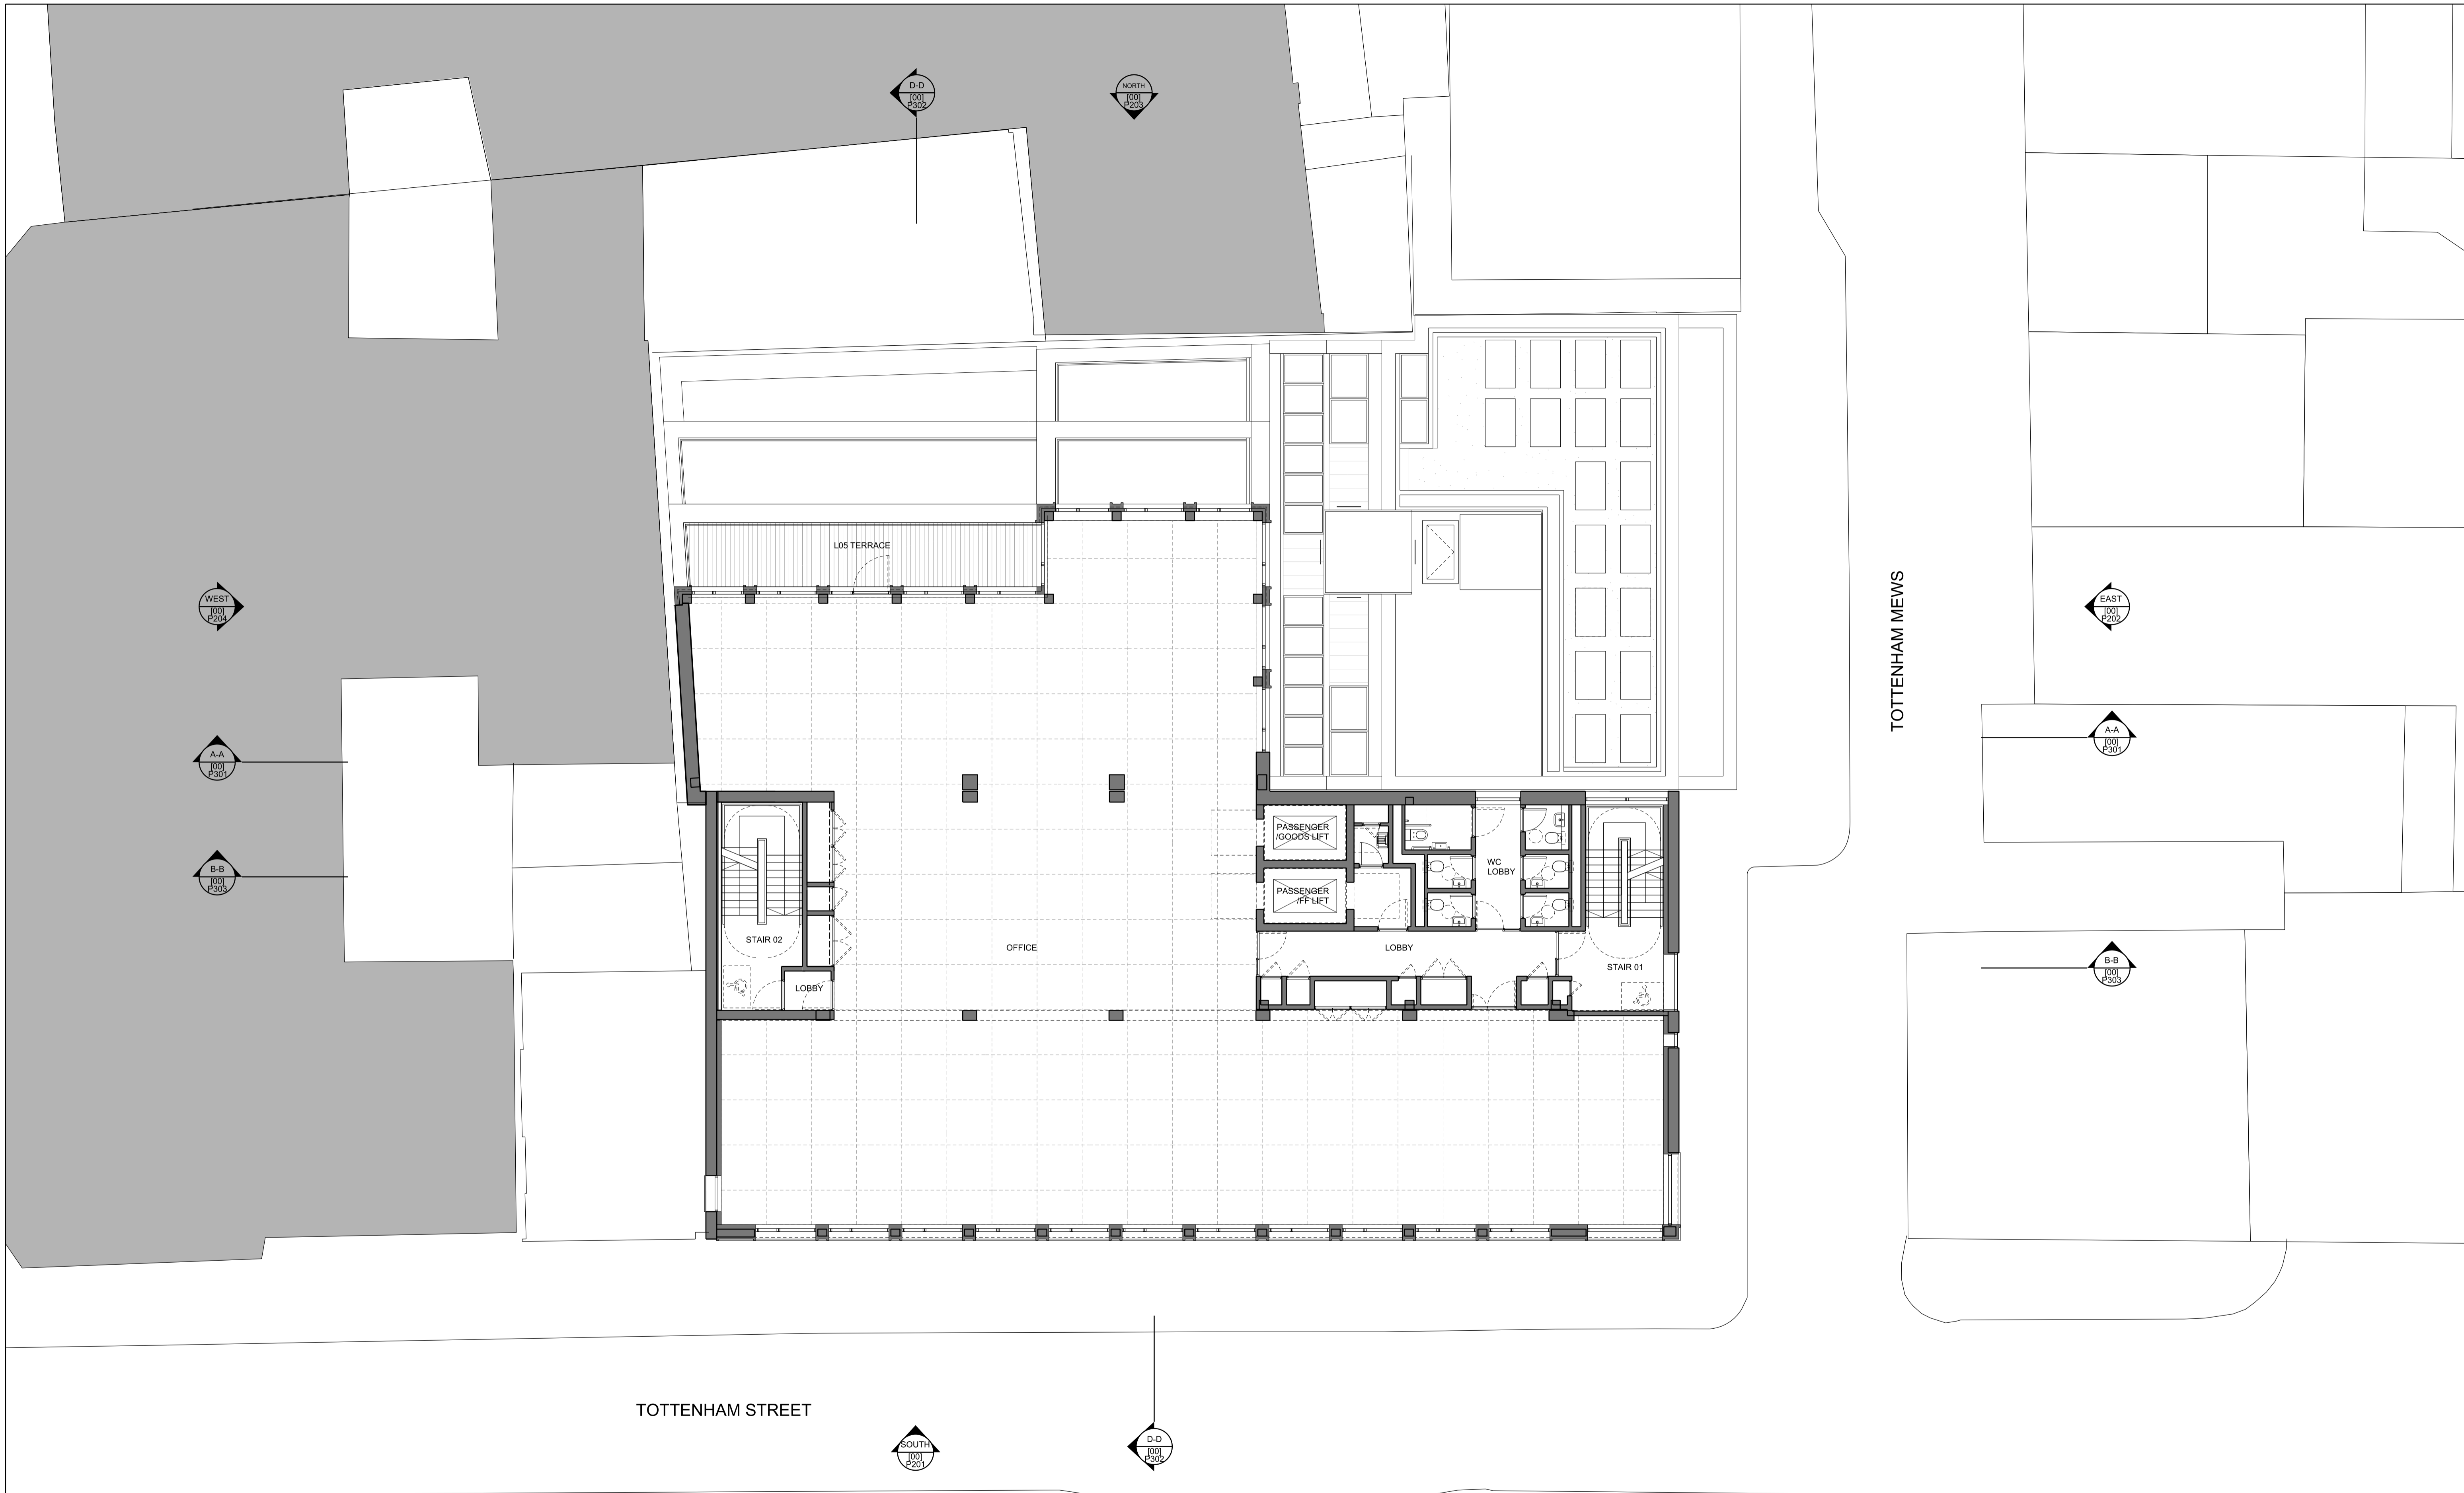 D-D
[00]
P302
NORTH
[00]
P203
L05 TERRACE
WEST
[00]
P204
EAST
[00]
P202
TOTTENHAM MEWS
A-A
[00]
P301
A-A
[00]
P301
PASSENGER
/GOODS LIFT
B-B
[00]
P303
WC
LOBBY
PASSENGER
/FF LIFT
STAIR 02
OFFICE
LOBBY
STAIR 01
B-B
[00]
P303
LOBBY
TOTTENHAM STREET
SOUTH
[00]
P201
D-D
[00]
P302